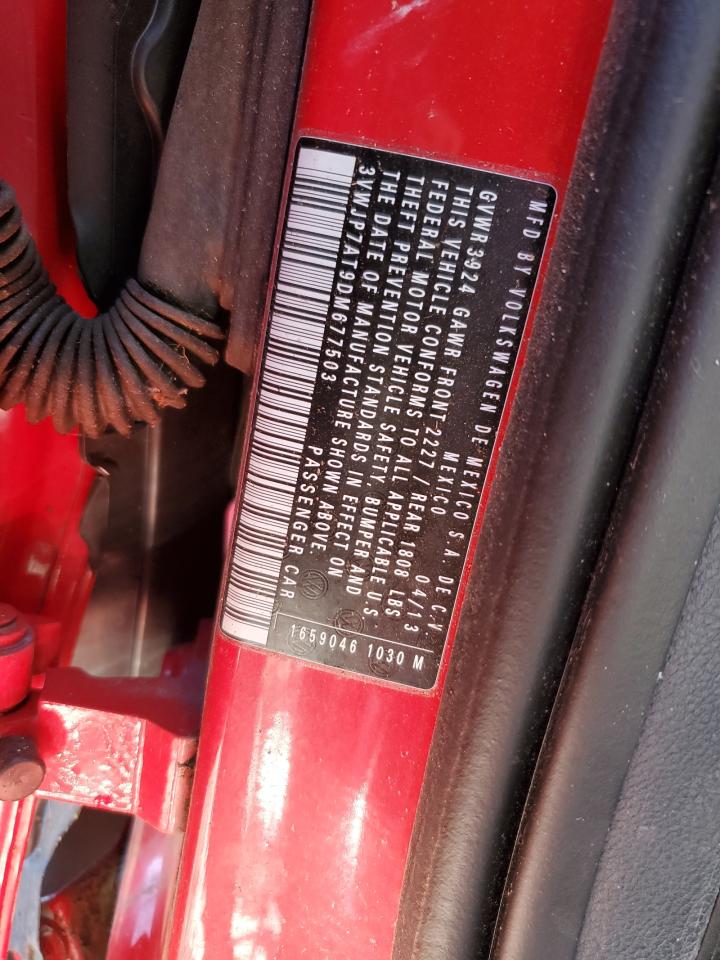 MFD BY VOLKSWAGEN DE MEXICO S.A. DE C.V.
MEXICO 04/13
GVWR 3924 GAWR FRONT 2227 / REAR 1808 LBS
THIS VEHICLE CONFORMS TO ALL APPLICABLE U.S.
FEDERAL MOTOR VEHICLE SAFETY, BUMPER AND
THEFT PREVENTION STANDARDS IN EFFECT ON
THE DATE OF MANUFACTURE SHOWN ABOVE.
3VWJP7AT9DM677503 PASSENGER CAR
1659046 1030 M